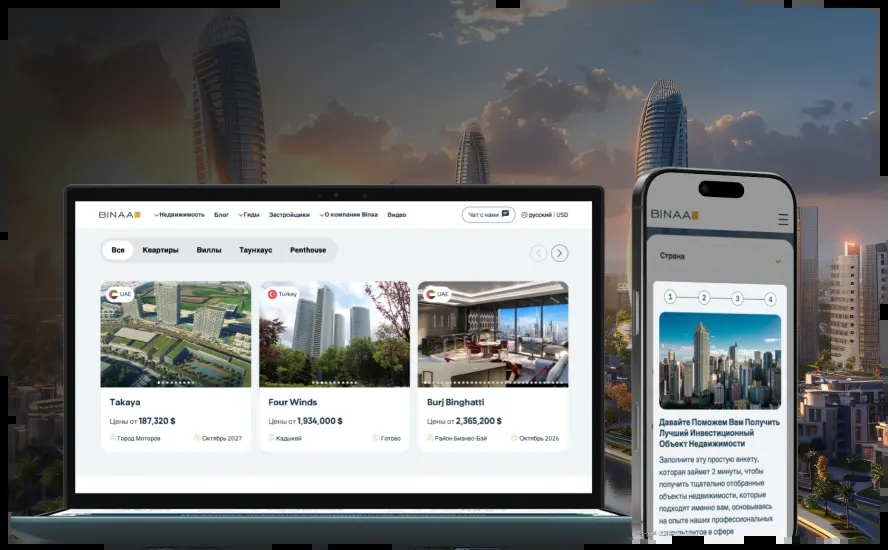 BINAA
Недвижимость Блог Гиды Застройщики О компании Binaa Видео
Чат с нами
русский | USD
Все Квартиры Виллы Таунхаус Penthouse
UAE
Takaya
Цены от 187,320 $
Город Моторов Октябрь 2027
Turkey
Four Winds
Цены от 1,934,000 $
Кадыкей Готово
UAE
Burj Binghatti
Цены от 2,365,200 $
Район Бизнес-Бай Октябрь 2026
BINAA
Страна
1 2 3 4
Давайте Поможем Вам Получить
Лучший Инвестиционный
Объект Недвижимости
Заполните эту простую анкету,
которая займет 2 минуты, чтобы
получить тщательно отобранные
объекты недвижимости, которые
подходят именно вам, основываясь
на опыте наших профессиональных
консультантов в сфере